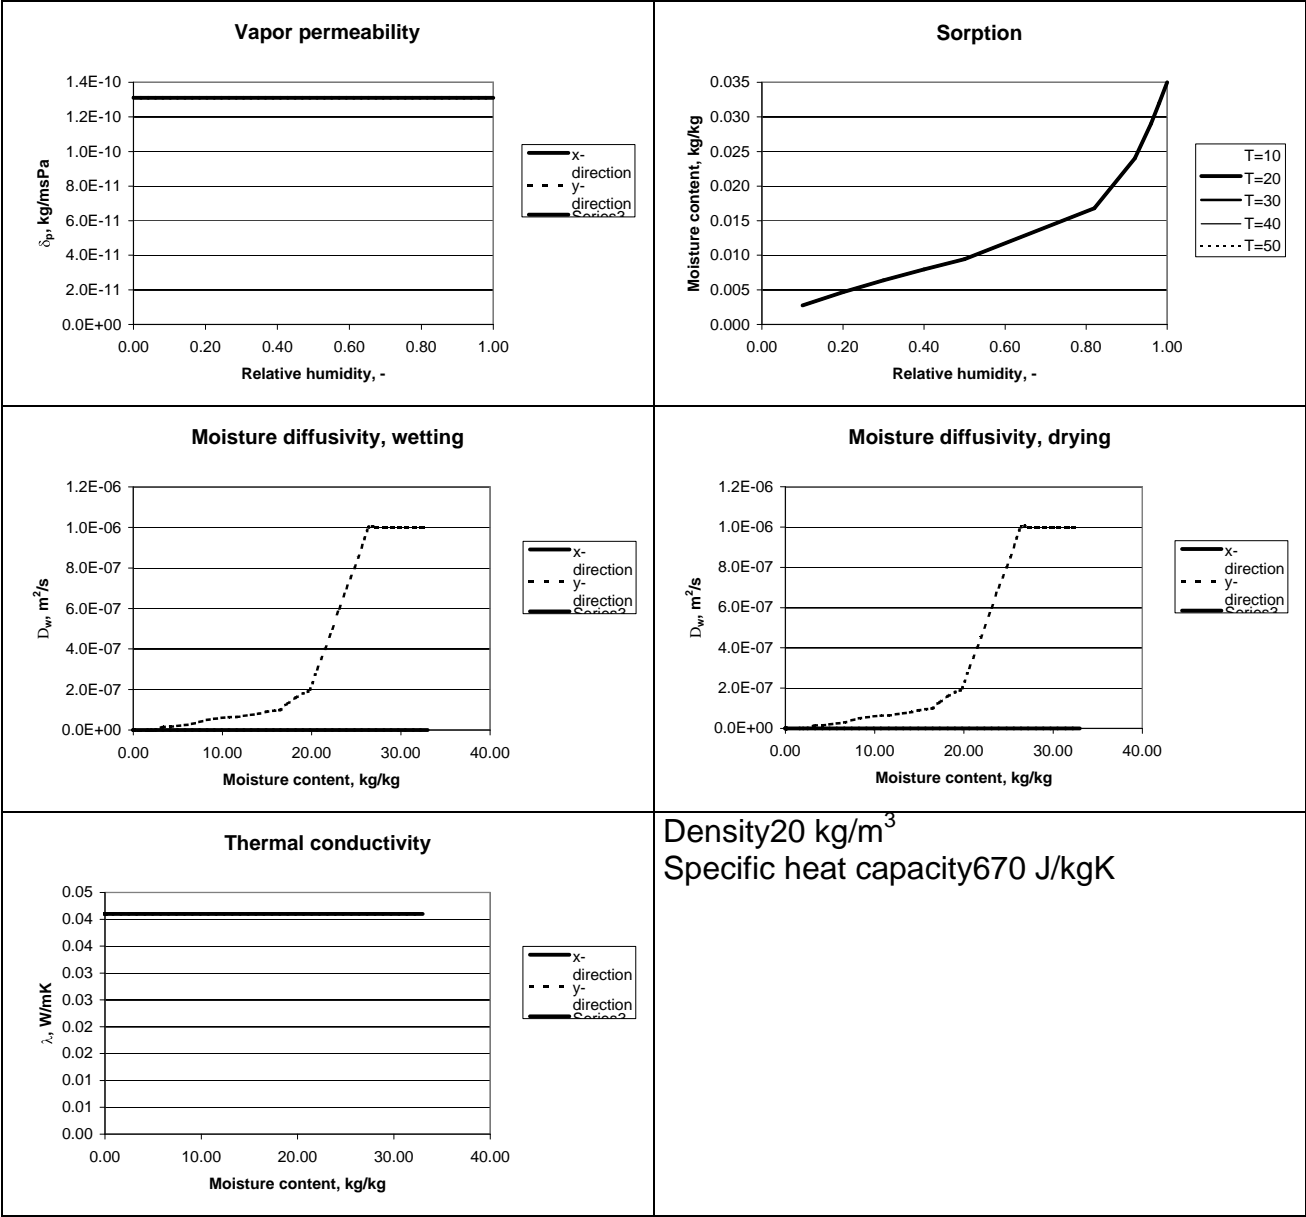 Vapor permeability
1.4E-10
1.2E-10
1.0E-10
8.0E-11
6.0E-11
4.0E-11
2.0E-11
0.0E+00
δp, kg/msPa
0.00 0.20 0.40 0.60 0.80 1.00
Relative humidity, -
x-
direction
y-
direction
Series3
Sorption
0.035
0.030
0.025
0.020
0.015
0.010
0.005
0.000
Moisture content, kg/kg
0.00 0.20 0.40 0.60 0.80 1.00
Relative humidity, -
T=10
T=20
T=30
T=40
T=50
Moisture diffusivity, wetting
1.2E-06
1.0E-06
8.0E-07
6.0E-07
4.0E-07
2.0E-07
0.0E+00
Dw, m²/s
0.00 10.00 20.00 30.00 40.00
Moisture content, kg/kg
x-
direction
y-
direction
Series3
Moisture diffusivity, drying
1.2E-06
1.0E-06
8.0E-07
6.0E-07
4.0E-07
2.0E-07
0.0E+00
Dw, m²/s
0.00 10.00 20.00 30.00 40.00
Moisture content, kg/kg
x-
direction
y-
direction
Series3
Thermal conductivity
0.05
0.04
0.04
0.03
0.03
0.02
0.02
0.01
0.01
0.00
λ, W/mK
0.00 10.00 20.00 30.00 40.00
Moisture content, kg/kg
x-
direction
y-
direction
Series3
Density20 kg/m³
Specific heat capacity670 J/kgK